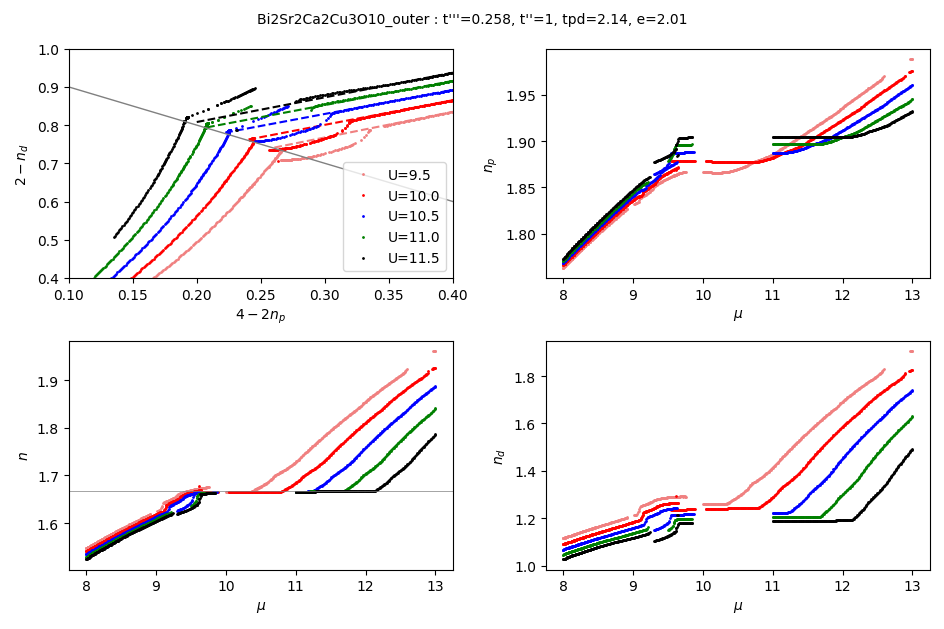 Bi2Sr2Ca2Cu3O10_outer : t'''=0.258, t''=1, tpd=2.14, e=2.01
1.0
0.9
0.8
0.7
0.6
0.5
0.4
2 − n_d
0.10 0.15 0.20 0.25 0.30 0.35 0.40
4 − 2n_p
U=9.5
U=10.0
U=10.5
U=11.0
U=11.5
1.95
1.90
1.85
1.80
n_p
8 9 10 11 12 13
μ
1.9
1.8
1.7
1.6
n
8 9 10 11 12 13
μ
1.8
1.6
1.4
1.2
1.0
n_d
8 9 10 11 12 13
μ